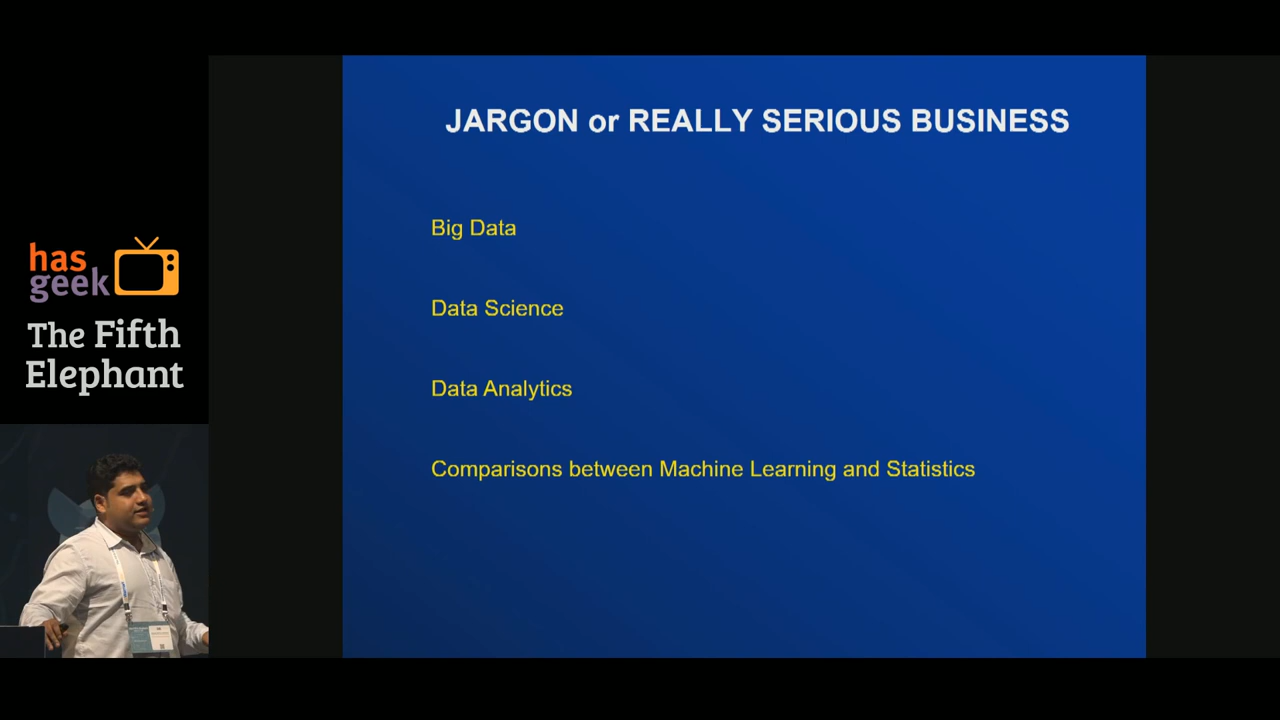 JARGON or REALLY SERIOUS BUSINESS
Big Data
Data Science
Data Analytics
Comparisons between Machine Learning and Statistics
has
geek
The Fifth
Elephant